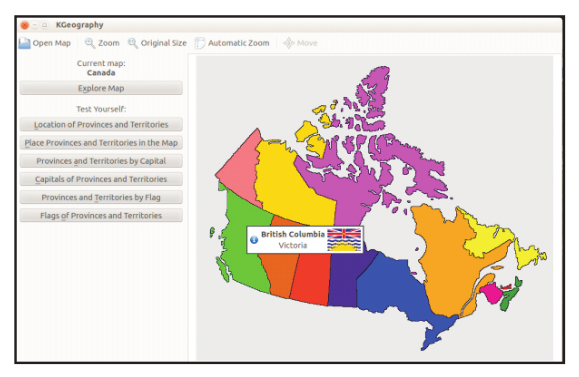 KGeography
Open Map Zoom Original Size Automatic Zoom Move
Current map:
Canada
Explore Map
Test Yourself:
Location of Provinces and Territories
Place Provinces and Territories in the Map
Provinces and Territories by Capital
Capitals of Provinces and Territories
Provinces and Territories by Flag
Flags of Provinces and Territories
British Columbia
Victoria